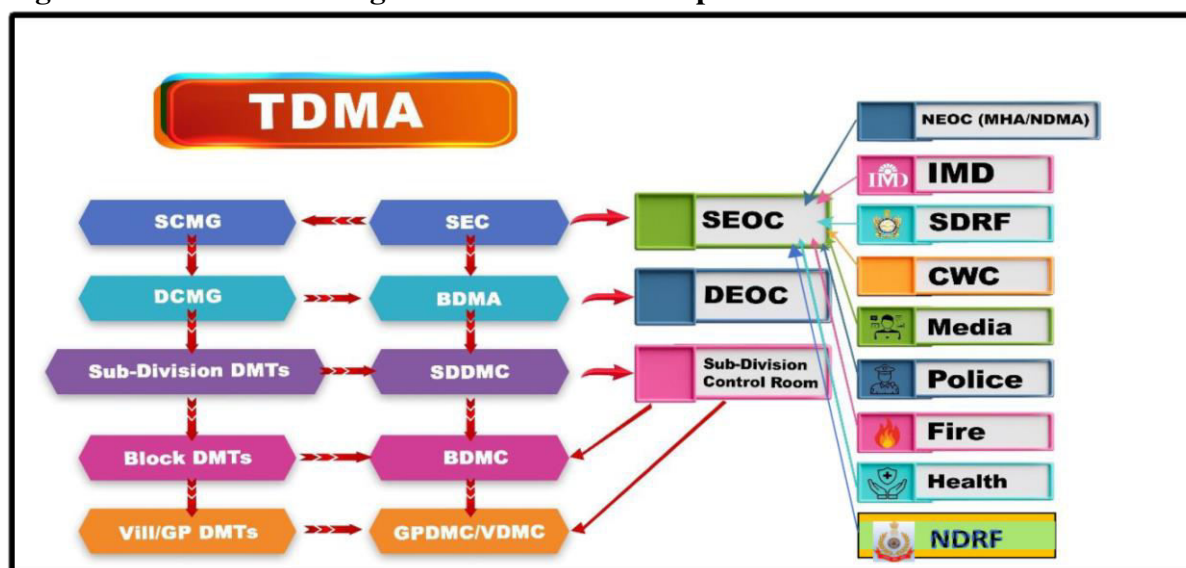 TDMA
NEOC (MHA/NDMA)
IMD
IMD
SCMG
SEC
SEOC
SDRF
CWC
DCMG
BDMA
DEOC
Media
Sub-Division DMTs
SDDMC
Sub-Division
Control Room
Police
Fire
Block DMTs
BDMC
Health
Vill/GP DMTs
GPDMC/VDMC
NDRF